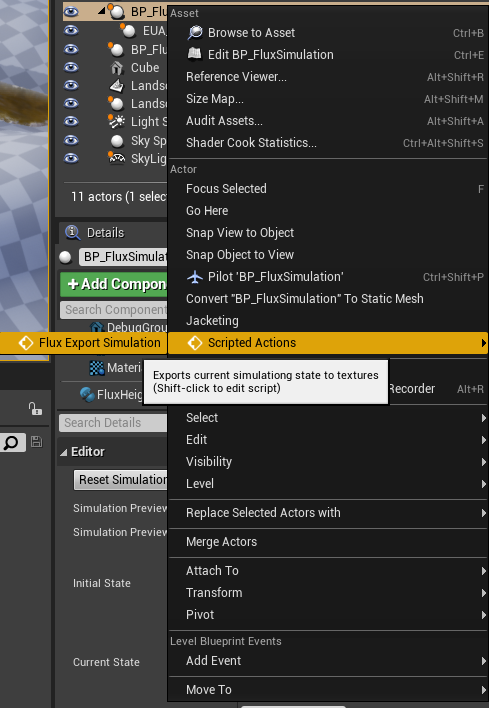 BP_Flu
EUA_
BP_Flu
Cube
Lands
Lands
Light S
Sky Sp
SkyLig
11 actors (1 selec
Details
BP_FluxSimulat
+ Add Compon
Search Component
DebugGrou
Materi
FluxHeig
Search Details
Editor
Reset Simulation
Simulation Preview
Simulation Preview
Initial State
Current State
Asset
Browse to Asset Ctrl+B
Edit BP_FluxSimulation Ctrl+E
Reference Viewer... Alt+Shift+R
Size Map... Alt+Shift+M
Audit Assets... Alt+Shift+A
Shader Cook Statistics... Ctrl+Alt+Shift+S
Actor
Focus Selected F
Go Here
Snap View to Object
Snap Object to View
Pilot 'BP_FluxSimulation' Ctrl+Shift+P
Convert "BP_FluxSimulation" To Static Mesh
Jacketing
Flux Export Simulation
Scripted Actions
Exports current simulationg state to textures
(Shift-click to edit script)
Recorder Alt+R
Select
Edit
Visibility
Level
Replace Selected Actors with
Merge Actors
Attach To
Transform
Pivot
Level Blueprint Events
Add Event
Move To